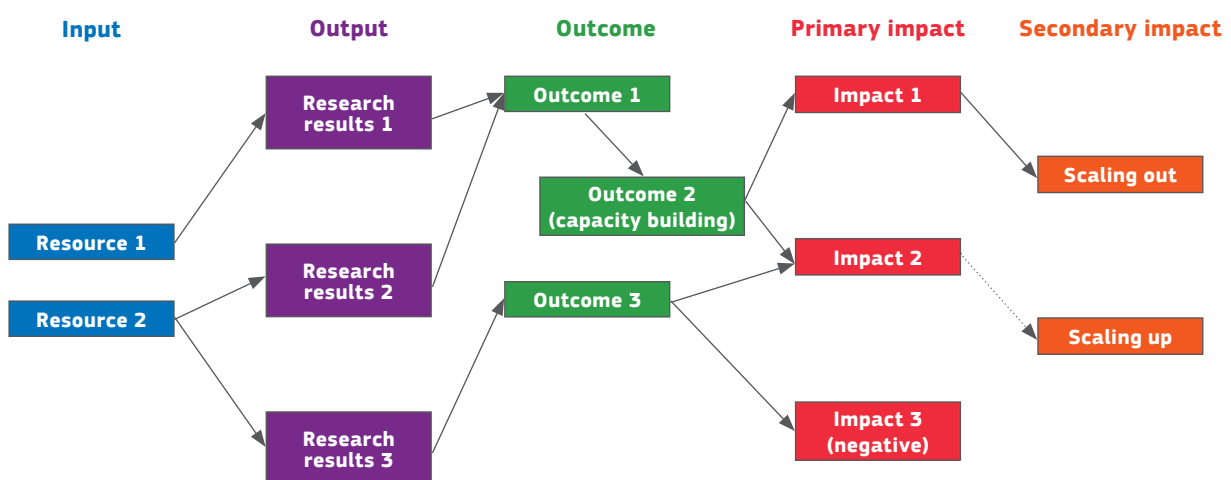 Input
Output
Outcome
Primary impact
Secondary impact
Resource 1
Resource 2
Research
results 1
Research
results 2
Research
results 3
Outcome 1
Outcome 2
(capacity building)
Outcome 3
Impact 1
Impact 2
Impact 3
(negative)
Scaling out
Scaling up